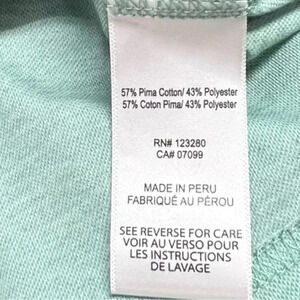 57% Pima Cotton/ 43% Polyester
57% Coton Pima/ 43% Polyester
RN# 123280
CA# 07099
MADE IN PERU
FABRIQUÉ AU PÉROU
SEE REVERSE FOR CARE
VOIR AU VERSO POUR
LES INSTRUCTIONS
DE LAVAGE